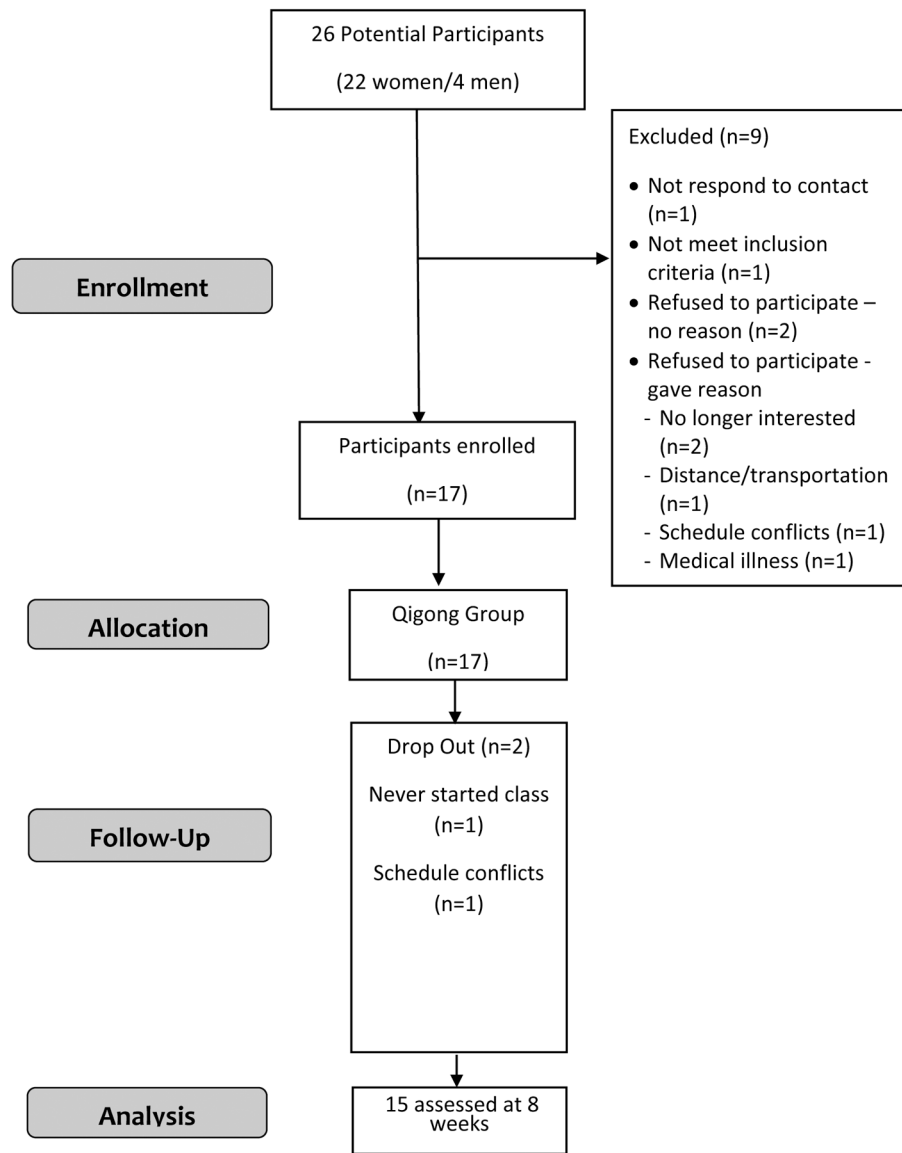 26 Potential Participants
(22 women/4 men)
Excluded (n=9)
• Not respond to contact
(n=1)
• Not meet inclusion
criteria (n=1)
• Refused to participate –
no reason (n=2)
• Refused to participate -
gave reason
- No longer interested
(n=2)
- Distance/transportation
(n=1)
- Schedule conflicts (n=1)
- Medical illness (n=1)
Enrollment
Participants enrolled
(n=17)
Allocation
Qigong Group
(n=17)
Drop Out (n=2)
Never started class
(n=1)
Schedule conflicts
(n=1)
Follow-Up
Analysis
15 assessed at 8
weeks